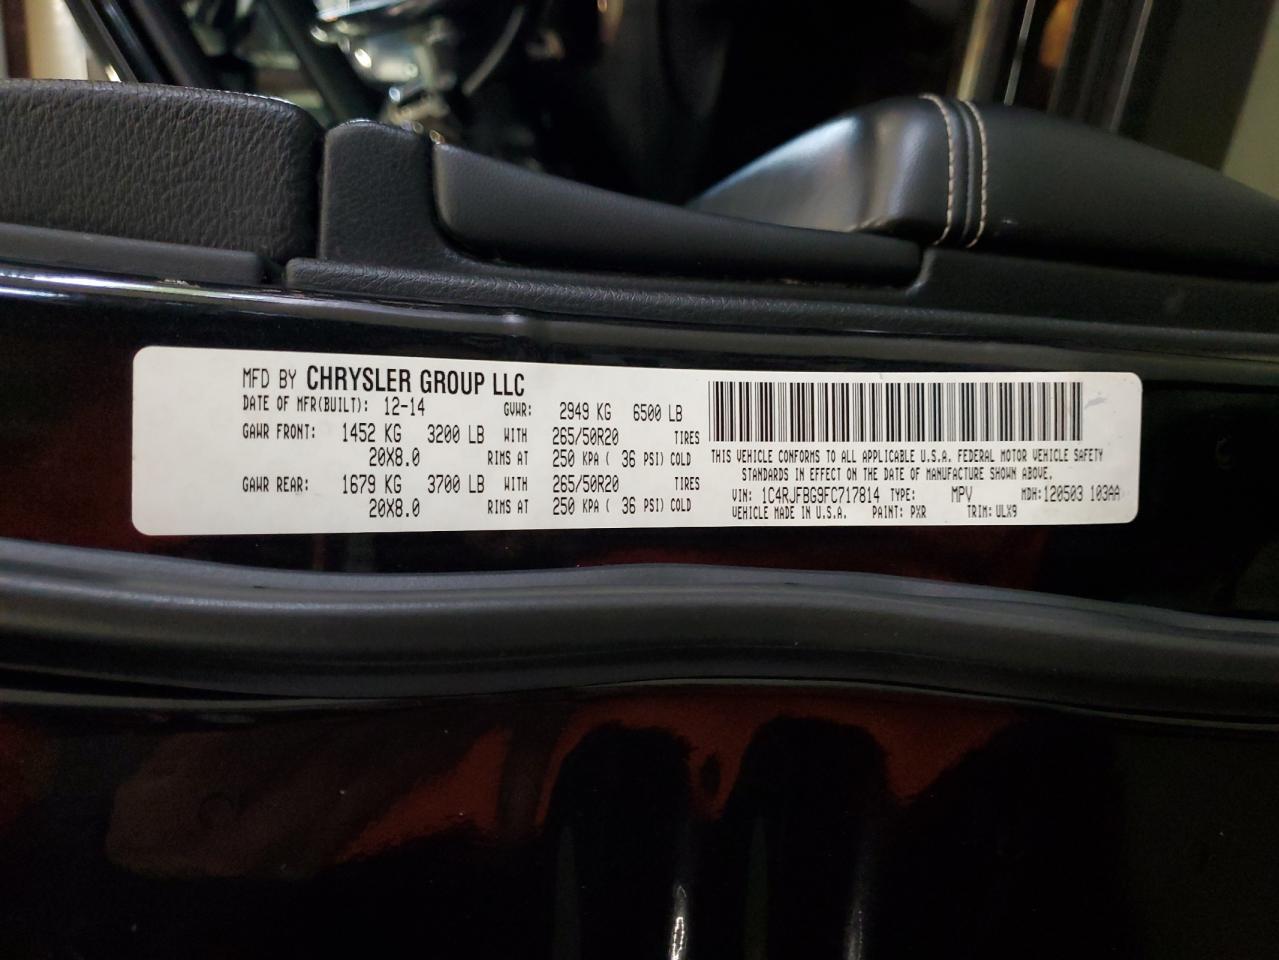 MFD BY CHRYSLER GROUP LLC
DATE OF MFR(BUILT): 12-14 GVWR: 2949 KG 6500 LB
GAWR FRONT: 1452 KG 3200 LB WITH 265/50R20 TIRES
20X8.0 RIMS AT 250 KPA ( 36 PSI) COLD
GAWR REAR: 1679 KG 3700 LB WITH 265/50R20 TIRES
20X8.0 RIMS AT 250 KPA ( 36 PSI) COLD
THIS VEHICLE CONFORMS TO ALL APPLICABLE U.S.A. FEDERAL MOTOR VEHICLE SAFETY
STANDARDS IN EFFECT ON THE DATE OF MANUFACTURE SHOWN ABOVE.
VIN: 1C4RJFBG9FC717814 TYPE: MPV MDH:120503 103AA
VEHICLE MADE IN U.S.A. PAINT: PXR TRIM: ULX9